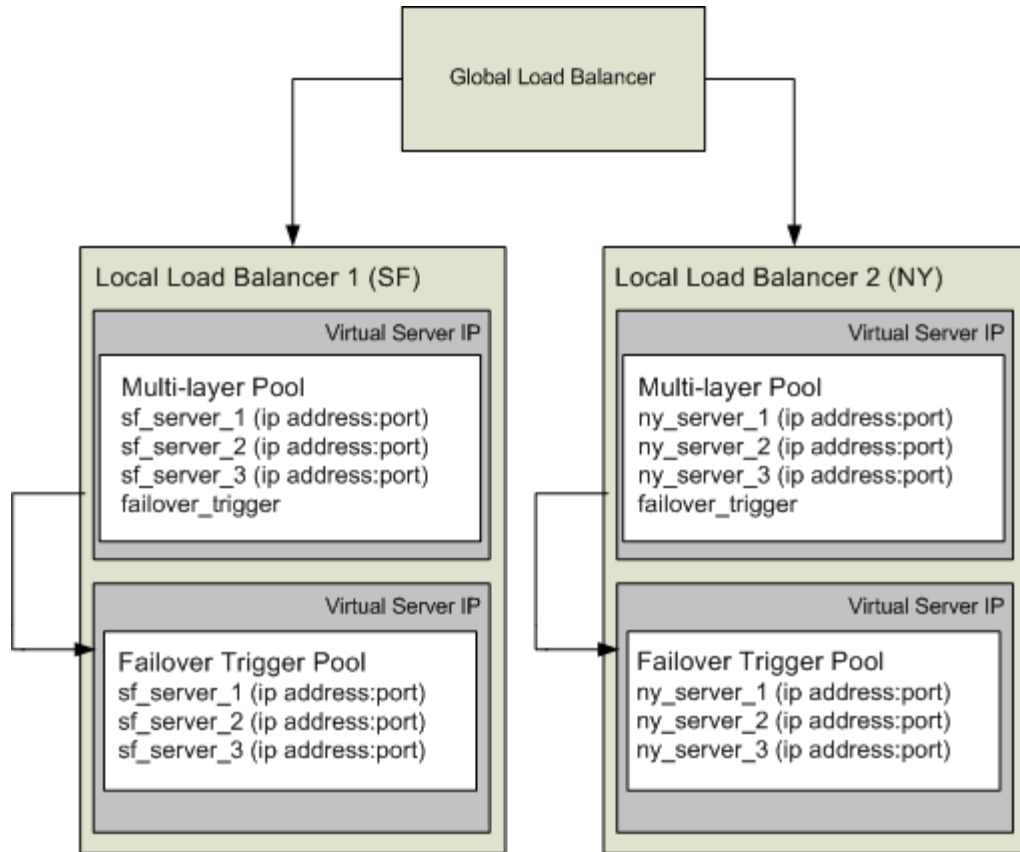 Global Load Balancer
Local Load Balancer 1 (SF)
Virtual Server IP
Multi-layer Pool
sf_server_1 (ip address:port)
sf_server_2 (ip address:port)
sf_server_3 (ip address:port)
failover_trigger
Virtual Server IP
Failover Trigger Pool
sf_server_1 (ip address:port)
sf_server_2 (ip address:port)
sf_server_3 (ip address:port)
Local Load Balancer 2 (NY)
Virtual Server IP
Multi-layer Pool
ny_server_1 (ip address:port)
ny_server_2 (ip address:port)
ny_server_3 (ip address:port)
failover_trigger
Virtual Server IP
Failover Trigger Pool
ny_server_1 (ip address:port)
ny_server_2 (ip address:port)
ny_server_3 (ip address:port)